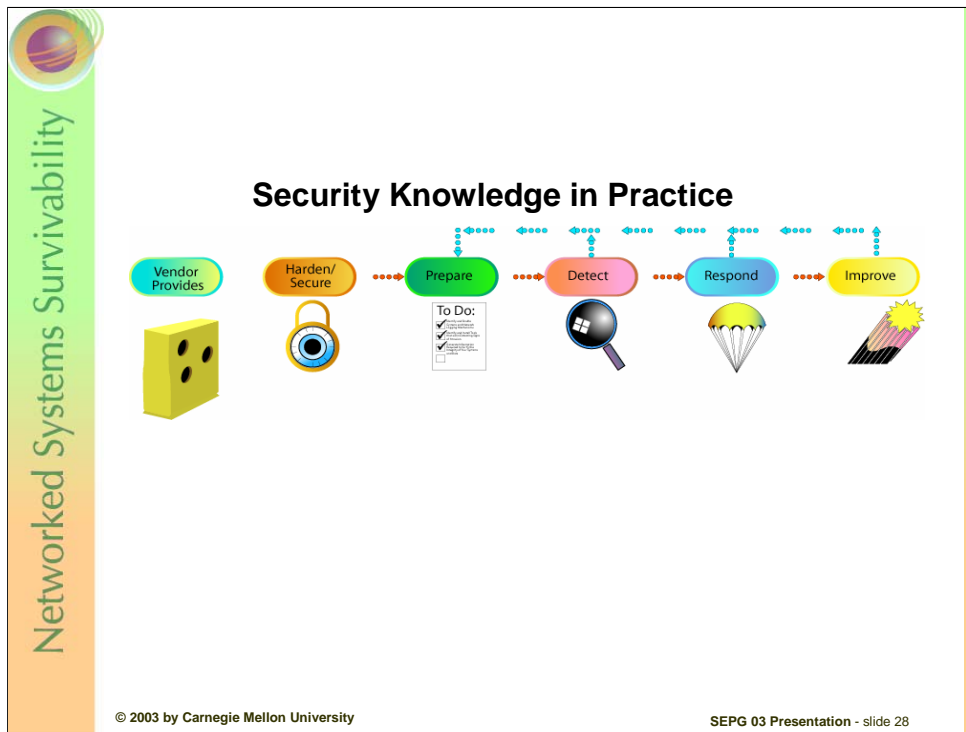 Networked Systems Survivability
Security Knowledge in Practice
Vendor
Provides
Harden/
Secure
Prepare
Detect
Respond
Improve
To Do:
© 2003 by Carnegie Mellon University
SEPG 03 Presentation - slide 28